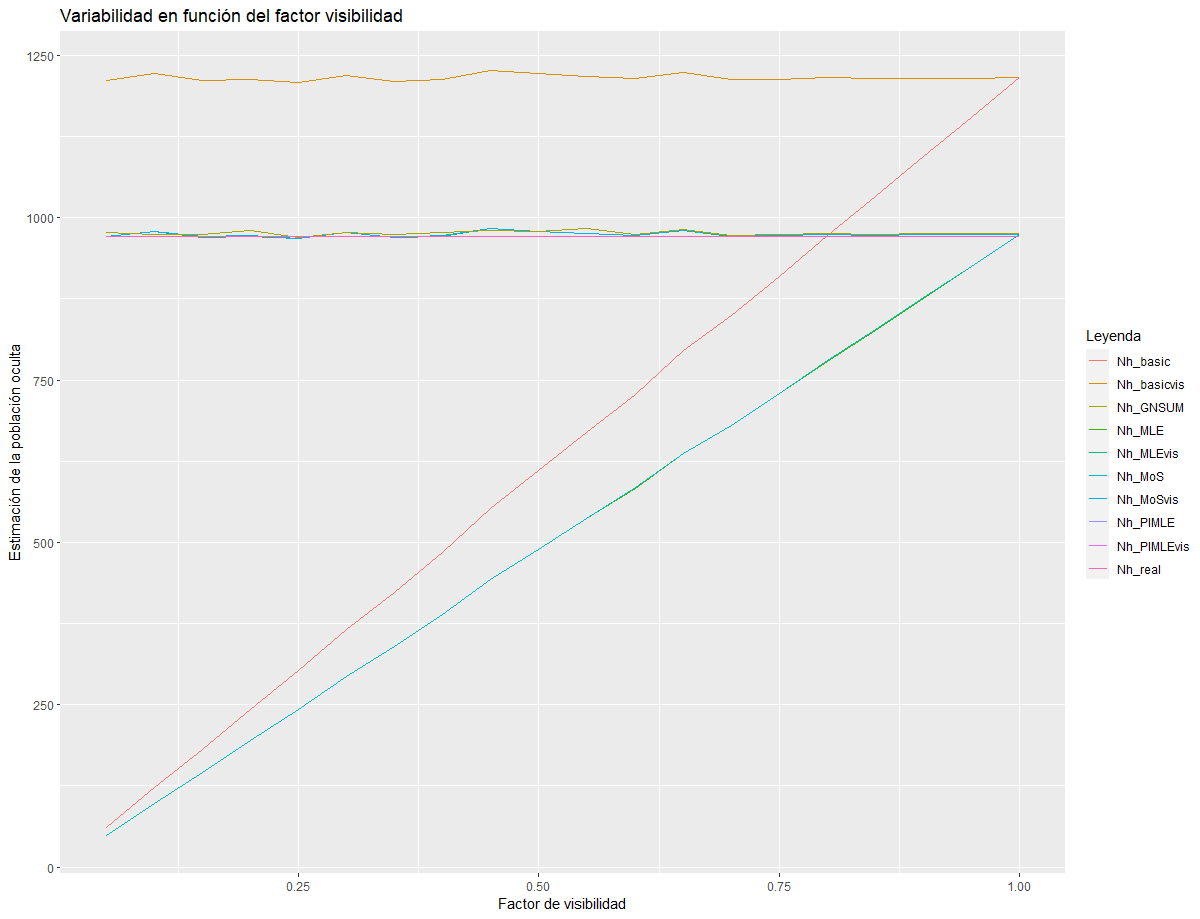 Variabilidad en función del factor visibilidad
Estimación de la población oculta
1250
1000
750
500
250
0
0.25
0.50
0.75
1.00
Factor de visibilidad
Leyenda
Nh_basic
Nh_basicvis
Nh_GNSUM
Nh_MLE
Nh_MLEvis
Nh_MoS
Nh_MoSvis
Nh_PIMLE
Nh_PIMLEvis
Nh_real